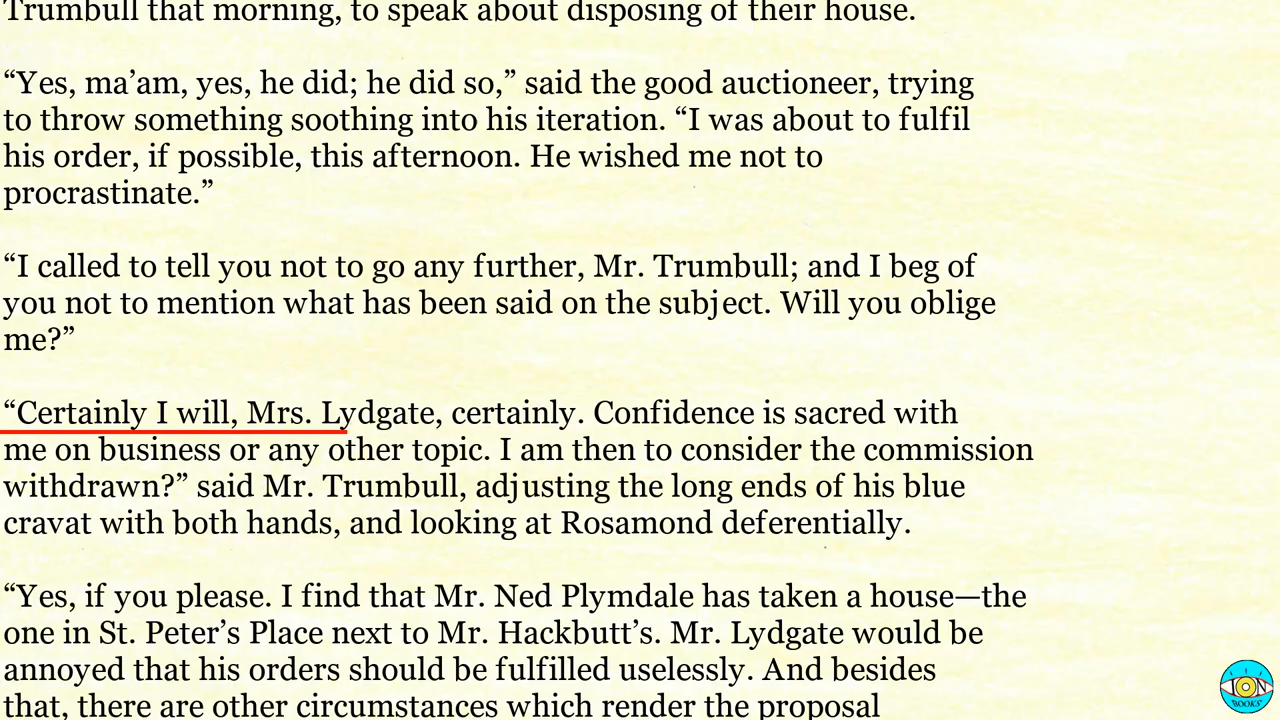 Trumbull that morning, to speak about disposing of their house.
“Yes, ma’am, yes, he did; he did so,” said the good auctioneer, trying
to throw something soothing into his iteration. “I was about to fulfil
his order, if possible, this afternoon. He wished me not to
procrastinate.”
“I called to tell you not to go any further, Mr. Trumbull; and I beg of
you not to mention what has been said on the subject. Will you oblige
me?”
“Certainly I will, Mrs. Lydgate, certainly. Confidence is sacred with
me on business or any other topic. I am then to consider the commission
withdrawn?” said Mr. Trumbull, adjusting the long ends of his blue
cravat with both hands, and looking at Rosamond deferentially.
“Yes, if you please. I find that Mr. Ned Plymdale has taken a house—the
one in St. Peter’s Place next to Mr. Hackbutt’s. Mr. Lydgate would be
annoyed that his orders should be fulfilled uselessly. And besides
that, there are other circumstances which render the proposal
ION
BOOKS